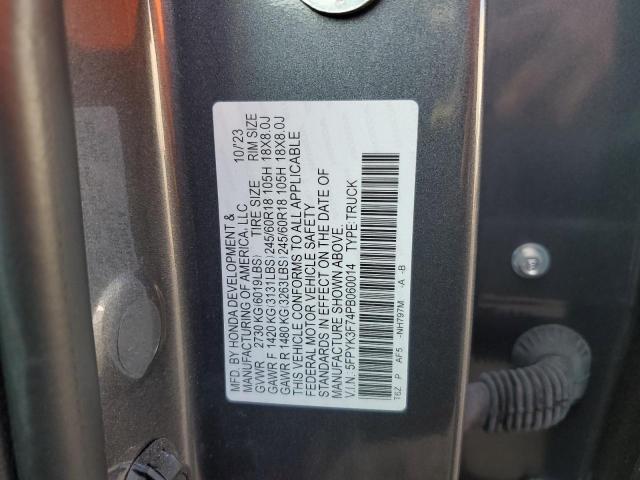 MFD. BY HONDA DEVELOPMENT & 10/'23
MANUFACTURING OF AMERICA, LLC
GVWR 2730 KG(6019LBS) TIRE SIZE RIM SIZE
GAWR F 1420 KG(3131LBS) 245/60R18 105H 18X8.0J
GAWR R 1480 KG(3263LBS) 245/60R18 105H 18X8.0J
THIS VEHICLE CONFORMS TO ALL APPLICABLE
FEDERAL MOTOR VEHICLE SAFETY
STANDARDS IN EFFECT ON THE DATE OF
MANUFACTURE SHOWN ABOVE.
V.I.N: 5FPYK3F74PB060014 TYPE:TRUCK
T6Z P AF5 -NH797M -A -B